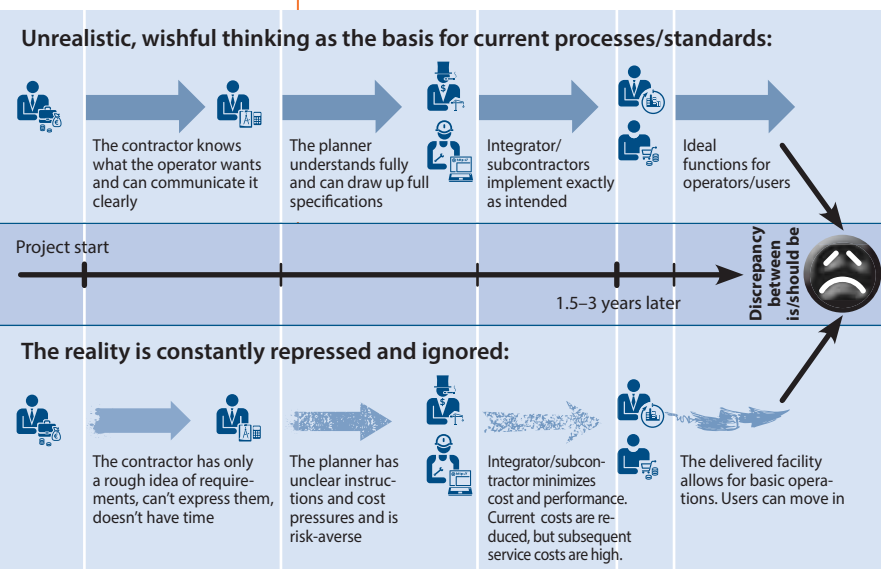 Unrealistic, wishful thinking as the basis for current processes/standards:
The contractor knows
what the operator wants
and can communicate it
clearly
The planner
understands fully
and can draw up full
specifications
Integrator/
subcontractors
implement exactly
as intended
Ideal
functions for
operators/users
Project start
1.5–3 years later
Discrepancy
between
is/should be
The reality is constantly repressed and ignored:
The contractor has only
a rough idea of require-
ments, can't express them,
doesn't have time
The planner has
unclear instruc-
tions and cost
pressures and is
risk-averse
Integrator/subcon-
tractor minimizes
cost and performance.
Current costs are re-
duced, but subsequent
service costs are high.
The delivered facility
allows for basic opera-
tions. Users can move in